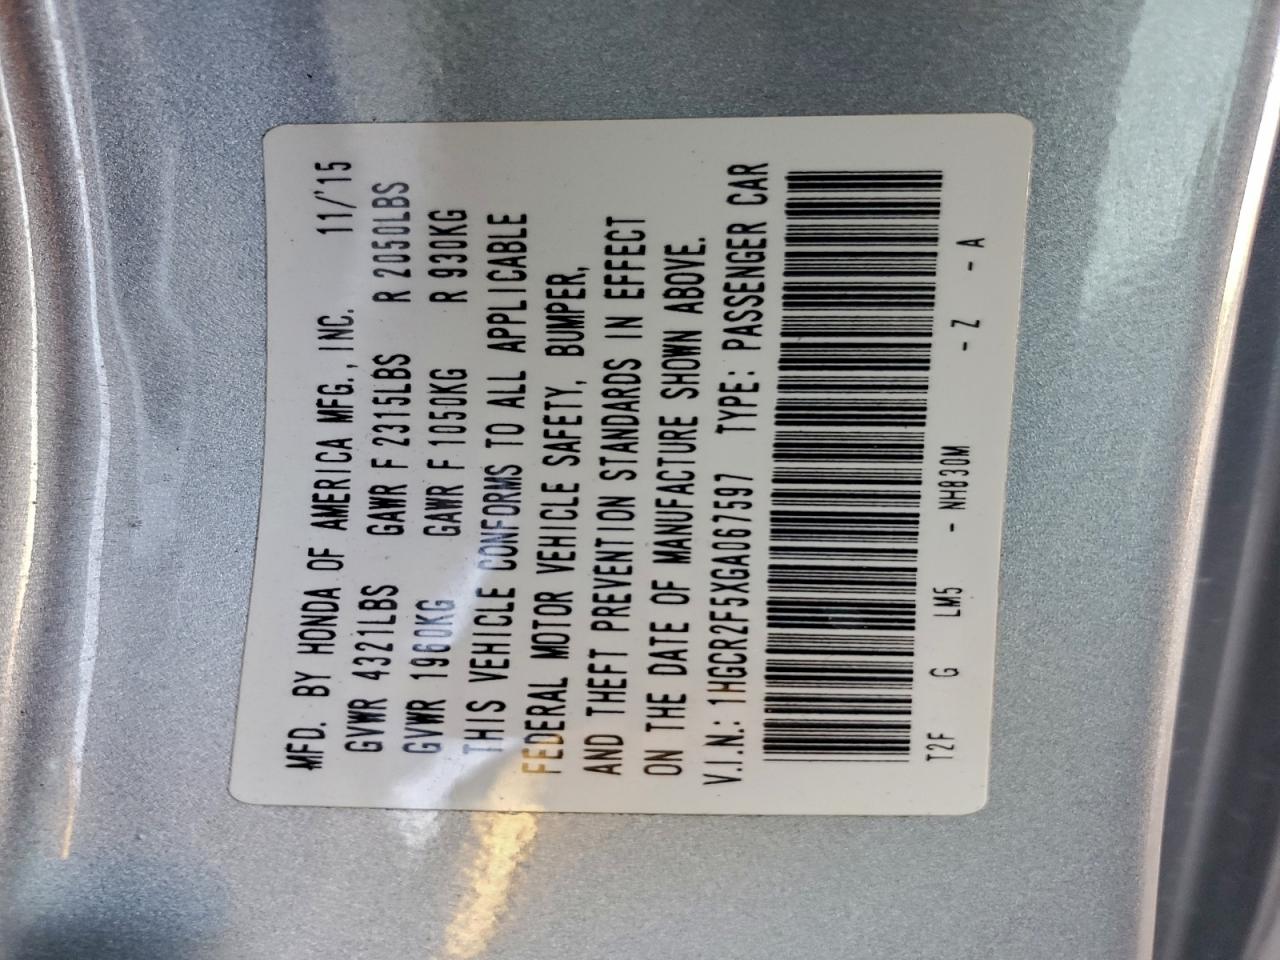 MFD. BY HONDA OF AMERICA MFG., INC. 11/'15
GVWR 4321LBS GAWR F 2315LBS R 2050LBS
GVWR 1960KG GAWR F 1050KG R 930KG
THIS VEHICLE CONFORMS TO ALL APPLICABLE
FEDERAL MOTOR VEHICLE SAFETY, BUMPER,
AND THEFT PREVENTION STANDARDS IN EFFECT
ON THE DATE OF MANUFACTURE SHOWN ABOVE.
V.I.N.: 1HGCR2F5XGA067597 TYPE: PASSENGER CAR
T2F G LM5 - NH830M - Z - A